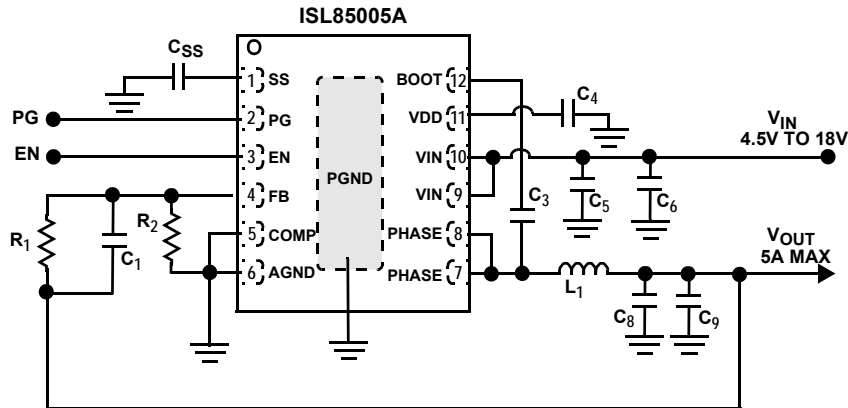 ISL85005A
CSS
1 SS
BOOT 12
C4
PG
2 PG
VDD 11
VIN
4.5V TO 18V
EN
3 EN
VIN 10
PGND
4 FB
VIN 9
C3
C5
C6
R1
C1
R2
5 COMP
PHASE 8
VOUT
5A MAX
6 AGND
PHASE 7
L1
C8
C9